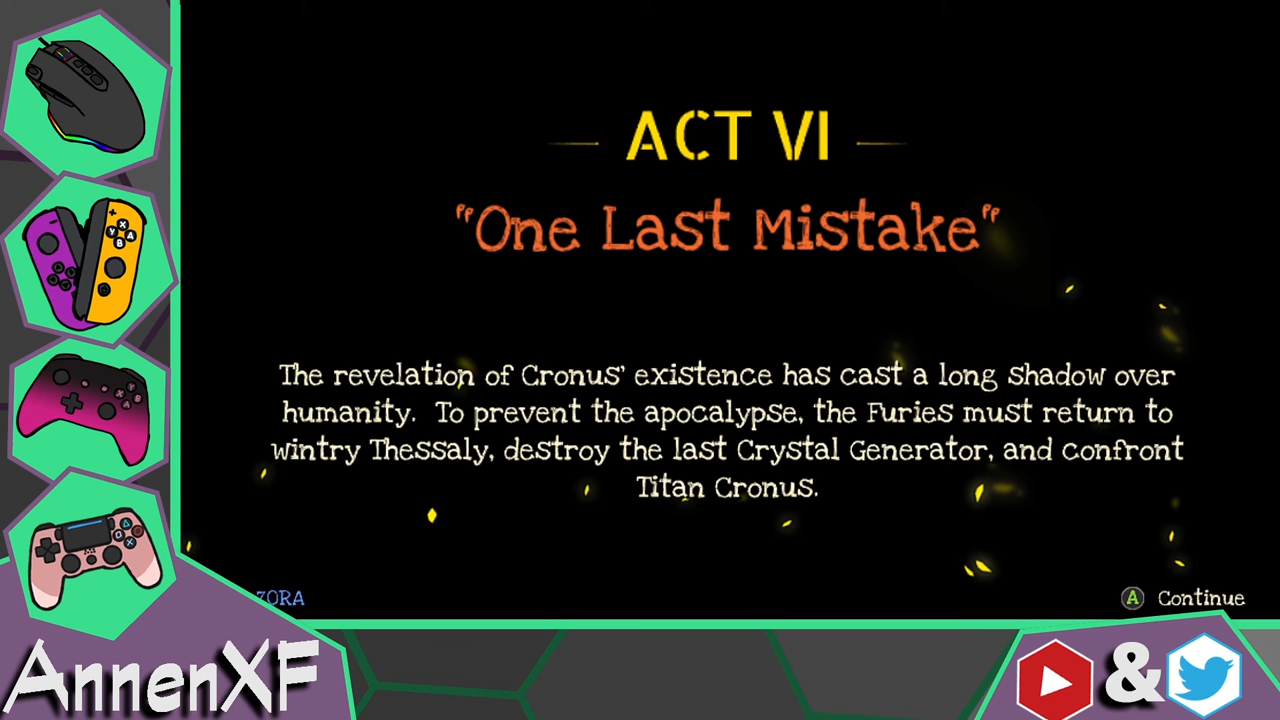 ACT VI
"One Last Mistake"
The revelation of Cronus' existence has cast a long shadow over
humanity. To prevent the apocalypse, the Furies must return to
wintry Thessaly, destroy the last Crystal Generator, and confront
Titan Cronus.
ZORA
A Continue
AnnenXF
&